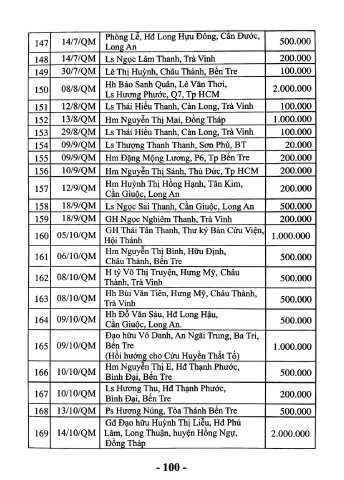 147 14/7/QM Phòng Lễ, Hđ Long Hựu Đông, Cần Đước,
Long An 500.000
148 14/7/QM Ls Ngọc Lâm Thanh, Trà Vinh 200.000
149 30/7/QM Lê Thị Huỳnh, Châu Thành, Bến Tre 100.000
150 08/8/QM Hh Bảo Sanh Quân, Lê Văn Thơi,
Ls Hương Phước, Q7, Tp HCM 2.000.000
151 12/8/QM Ls Thái Hiếu Thanh, Càn Long, Trà Vinh 100.000
152 13/8/QM Hm Nguyễn Thị Mai, Đồng Tháp 1.000.000
153 29/8/QM Ls Thái Hiếu Thanh, Càn Long, Trà Vinh 100.000
154 09/9/QM Ls Thượng Thanh Thanh, Sơn Phú, BT 20.000
155 09/9/QM Hm Đặng Mộng Lương, P6, Tp Bến Tre 200.000
156 10/9/QM Hm Nguyễn Thị Sánh, Thủ Đức, Tp HCM 200.000
157 12/9/QM Hm Huỳnh Thị Hồng Hạnh, Tân Kim,
Cần Giuộc, Long An 200.000
158 18/9/QM Ls Ngọc Sai Thanh, Cần Giuộc, Long An 500.000
159 18/9/QM GH Ngọc Nghiêm Thanh, Trà Vinh 200.000
160 05/10/QM GH Thái Tân Thanh, Thư ký Ban Cứu Viện,
Hội Thánh 1.000.000
161 06/10/QM Hm Nguyễn Thị Bình, Hữu Định,
Châu Thành, Bến Tre 500.000
162 08/10/QM H tỷ Võ Thị Truyện, Hưng Mỹ, Châu
Thành, Trà Vinh 500.000
163 08/10/QM Hh Bùi Văn Tiên, Hưng Mỹ, Châu Thành,
Trà Vinh 500.000
164 09/10/QM Hh Đỗ Văn Sáu, Hđ Long Hậu,
Cần Giuộc, Long An. 500.000
165 09/10/QM Đạo hữu Vô Danh, An Ngãi Trung, Ba Tri,
Bến Tre
(Hồi hướng cho Cửu Huyền Thất Tổ) 1.000.000
166 10/10/QM Hm Nguyễn Thị E, Hđ Thạnh Phước,
Bình Đại, Bến Tre 500.000
167 10/10/QM Ls Hương Thu, Hđ Thạnh Phước,
Bình Đại, Bến Tre 200.000
168 13/10/QM Ps Hương Núng, Tòa Thánh Bến Tre 500.000
169 14/10/QM Gđ Đạo hữu Huỳnh Thị Liễu, Hđ Phú
Lâm, Long Thuận, huyện Hồng Ngự,
Đồng Tháp 2.000.000
- 100 -